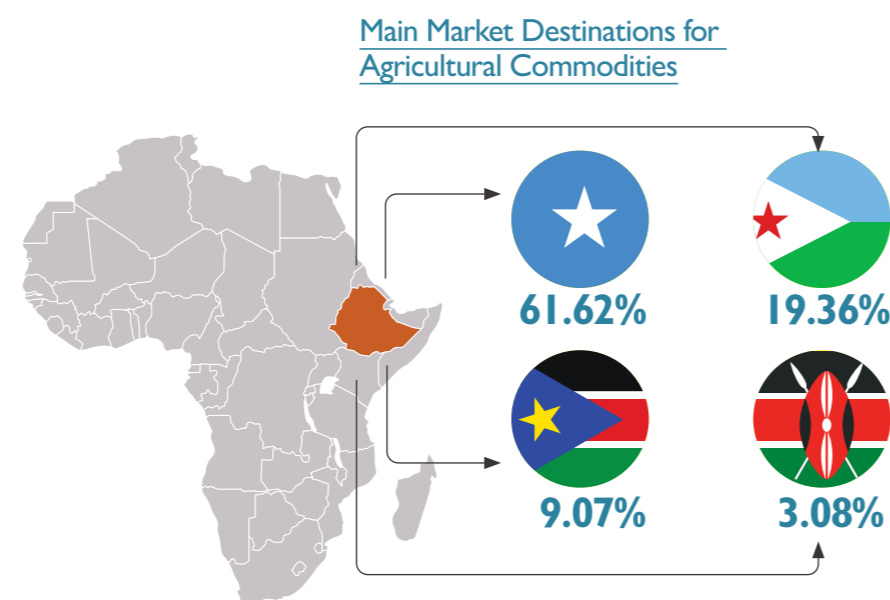 Main Market Destinations for
Agricultural Commodities
61.62%
19.36%
9.07%
3.08%